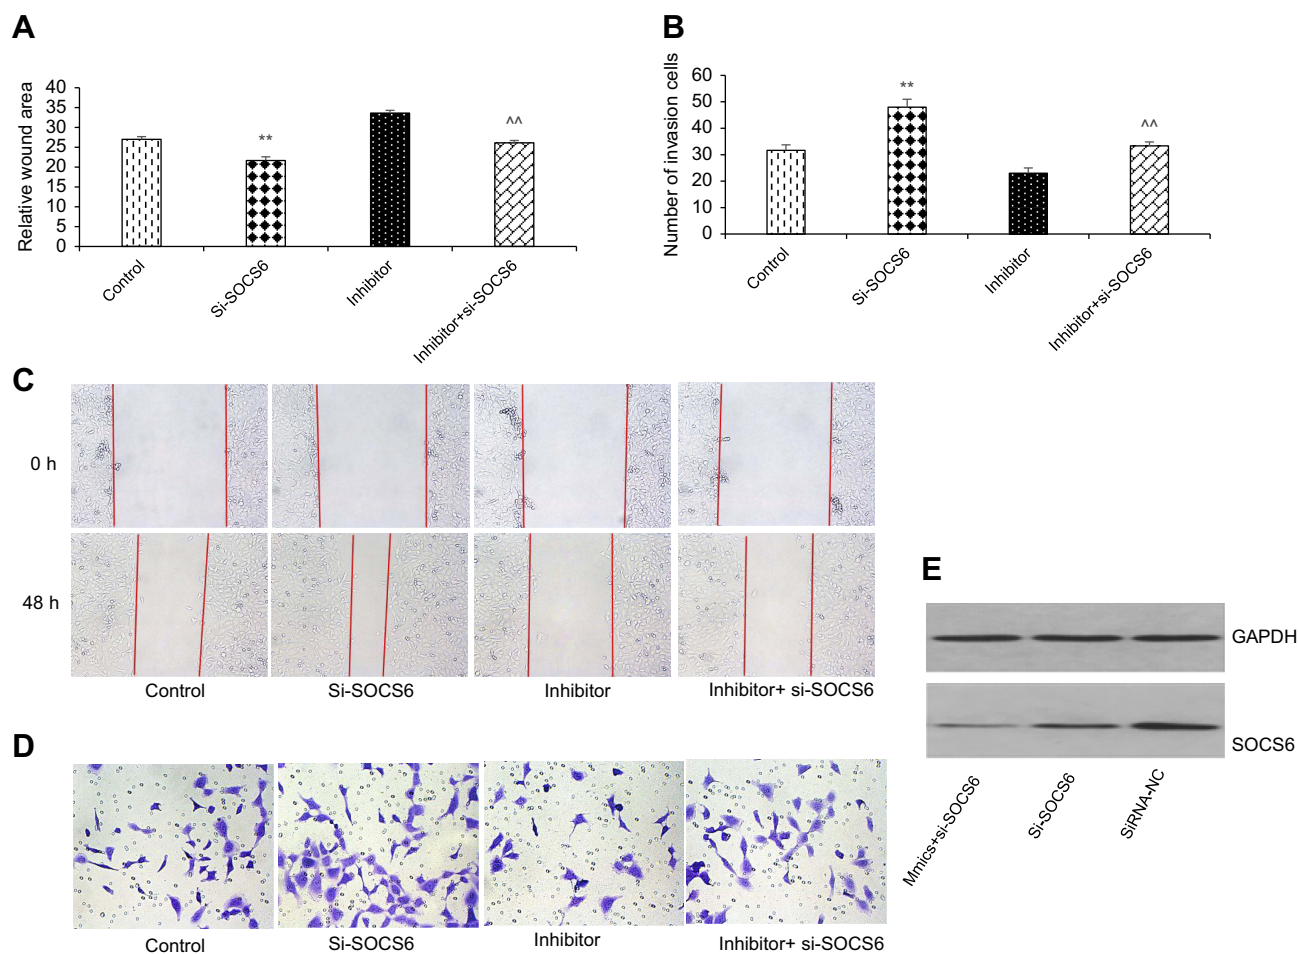 A
Relative wound area
40
35
30
25
20
15
10
5
0
**
^^
Control
Si-SOCS6
Inhibitor
Inhibitor+si-SOCS6
B
Number of invasion cells
60
50
40
30
20
10
0
**
^^
Control
Si-SOCS6
Inhibitor
Inhibitor+si-SOCS6
C
0 h
48 h
Control
Si-SOCS6
Inhibitor
Inhibitor+ si-SOCS6
D
Control
Si-SOCS6
Inhibitor
Inhibitor+ si-SOCS6
E
GAPDH
SOCS6
Mmics+si-SOCS6
Si-SOCS6
SiRNA-NC